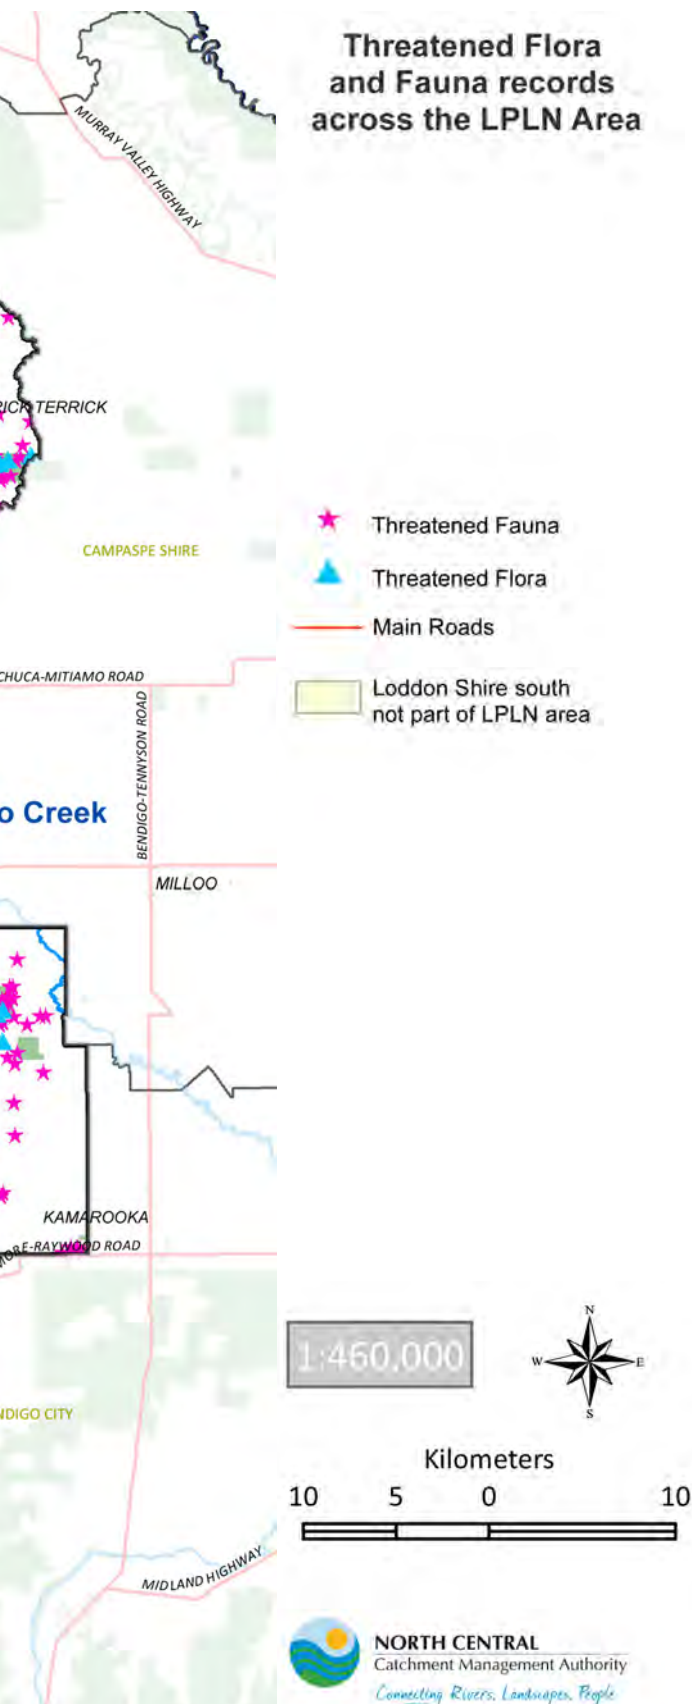 Threatened Flora
and Fauna records
across the LPLN Area
MURRAY VALLEY HIGHWAY
RICK TERRICK
CAMPASPE SHIRE
Threatened Fauna
Threatened Flora
Main Roads
Loddon Shire south
not part of LPLN area
CHUCA-MITIAMO ROAD
BENDIGO-TENNYSON ROAD
o Creek
MILLOO
KAMAROOKA
MORE-RAYWOOD ROAD
NDIGO CITY
1:460,000
N
W
E
S
Kilometers
10 5 0 10
MIDLAND HIGHWAY
NORTH CENTRAL
Catchment Management Authority
Connecting Rivers, Landscapes, People